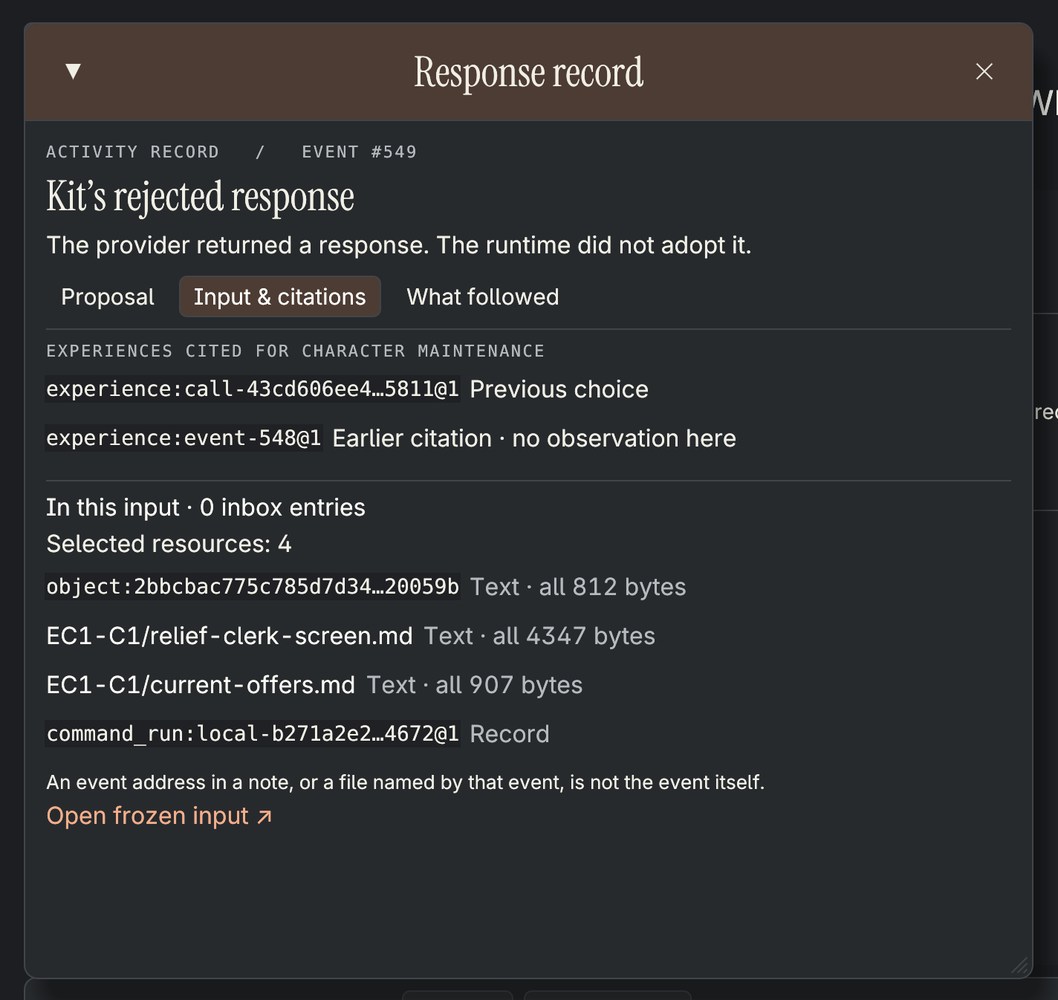 ▼ Response record ×
WI
ACTIVITY RECORD / EVENT #549
Kit’s rejected response
The provider returned a response. The runtime did not adopt it.
Proposal Input & citations What followed
EXPERIENCES CITED FOR CHARACTER MAINTENANCE
experience:call-43cd606ee4…5811@1 Previous choice
rec
experience:event-548@1 Earlier citation · no observation here
In this input · 0 inbox entries
Selected resources: 4
object:2bbcbac775c785d7d34…20059b Text · all 812 bytes
EC1-C1/relief-clerk-screen.md Text · all 4347 bytes
EC1-C1/current-offers.md Text · all 907 bytes
command_run:local-b271a2e2…4672@1 Record
An event address in a note, or a file named by that event, is not the event itself.
Open frozen input ↗